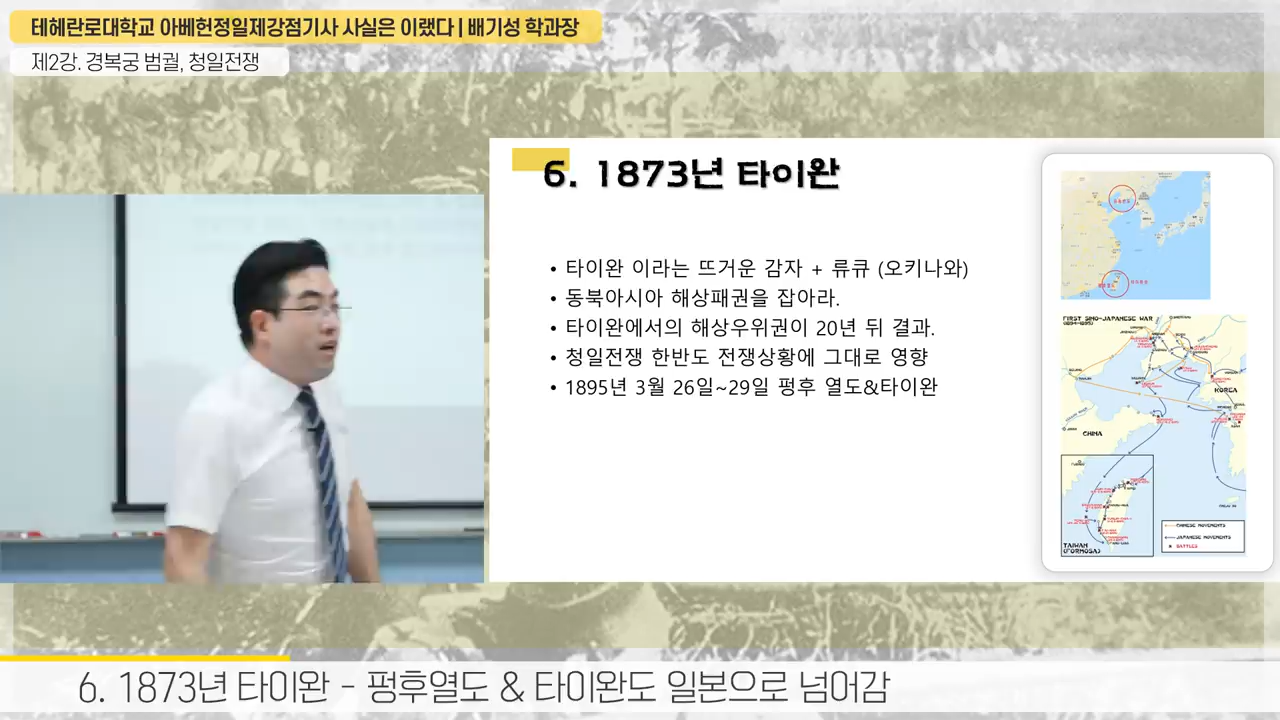 테헤란로대학교 아베헌정일제강점기사 사실은 이랬다 | 배기성 학과장
제2강. 경복궁 범궐, 청일전쟁
6. 1873년 타이완
• 타이완 이라는 뜨거운 감자 + 류큐 (오키나와)
• 동북아시아 해상패권을 잡아라.
• 타이완에서의 해상우위권이 20년 뒤 결과.
• 청일전쟁 한반도 전쟁상황에 그대로 영향
• 1895년 3월 26일~29일 펑후 열도&타이완
FIRST SINO-JAPANESE WAR
(1894-1895)
KOREA
CHINA
TAIWAN
(FORMOSA)
CHINESE MOVEMENTS
JAPANESE MOVEMENTS
BATTLES
6. 1873년 타이완 - 펑후열도 & 타이완도 일본으로 넘어감